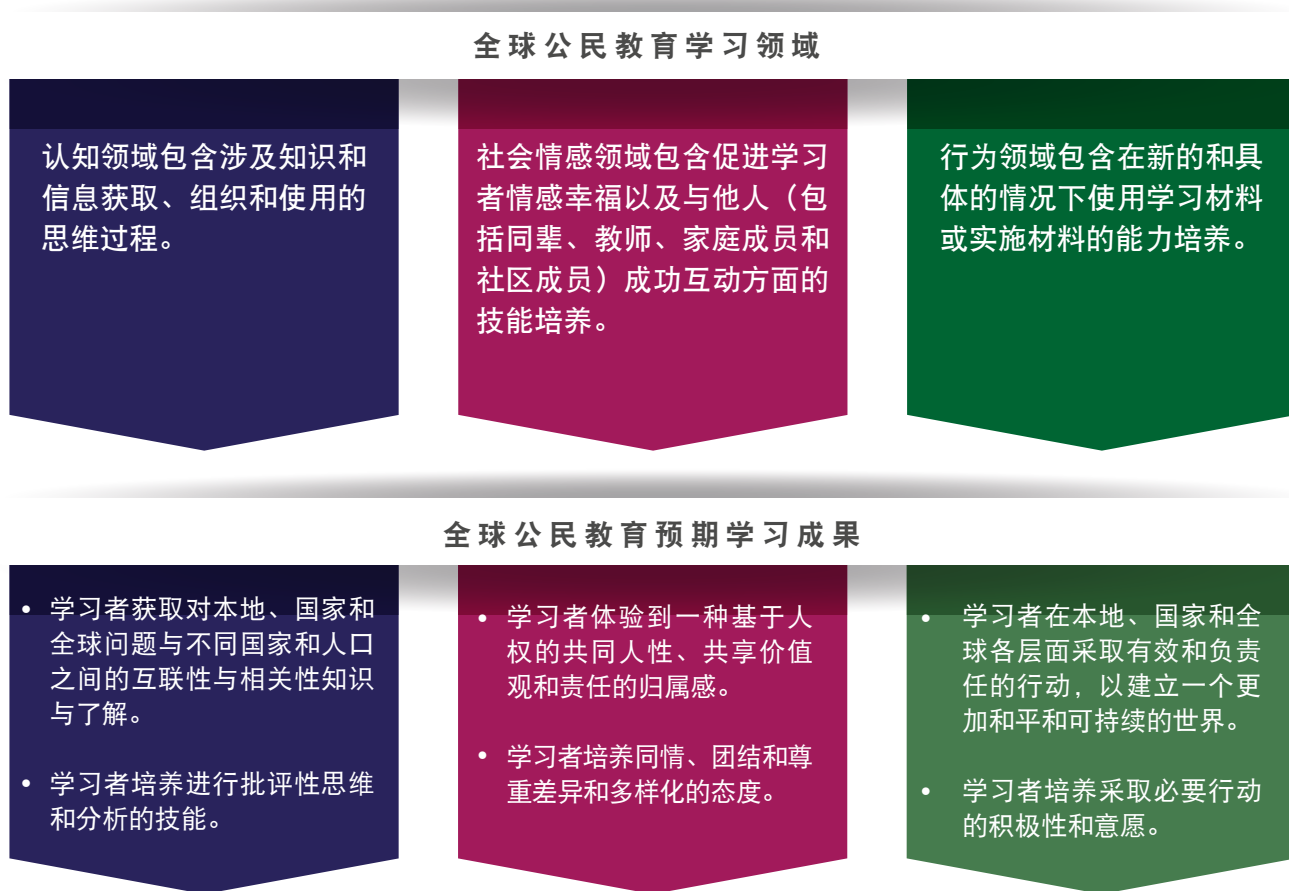 全球公民教育学习领域
认知领域包含涉及知识和
信息获取、组织和使用的
思维过程。
社会情感领域包含促进学习
者情感幸福以及与他人（包
括同辈、教师、家庭成员和
社区成员）成功互动方面的
技能培养。
行为领域包含在新的和具
体的情况下使用学习材料
或实施材料的能力培养。
全球公民教育预期学习成果
• 学习者获取对本地、国家和
全球问题与不同国家和人口
之间的互联性与相关性知识
与了解。
• 学习者培养进行批评性思维
和分析的技能。
• 学习者体验到一种基于人
权的共同人性、共享价值
观和责任的归属感。
• 学习者培养同情、团结和尊
重差异和多样化的态度。
• 学习者在本地、国家和全
球各层面采取有效和负责
任的行动，以建立一个更
加和平和可持续的世界。
• 学习者培养采取必要行动
的积极性和意愿。